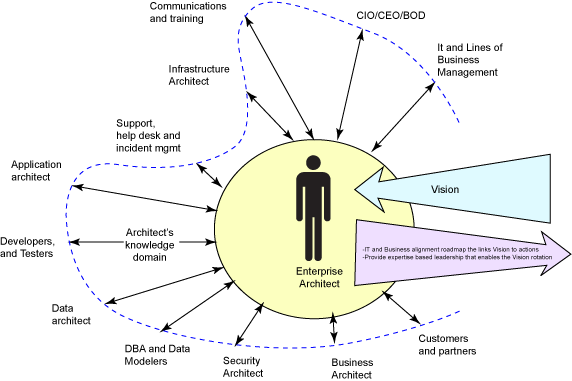 Communications
and training
CIO/CEO/BOD
It and Lines of
Business
Management
Infrastructure
Architect
Support,
help desk and
incident mgmt
Application
architect
Vision
Architect's
knowledge
domain
Developers,
and Testers
-IT and Business alignment roadmap the links Vision to actions
-Provide expertise based leadership that enables the Vision rotation
Enterprise
Architect
Data
architect
DBA and Data
Modelers
Security
Architect
Business
Architect
Customers
and partners